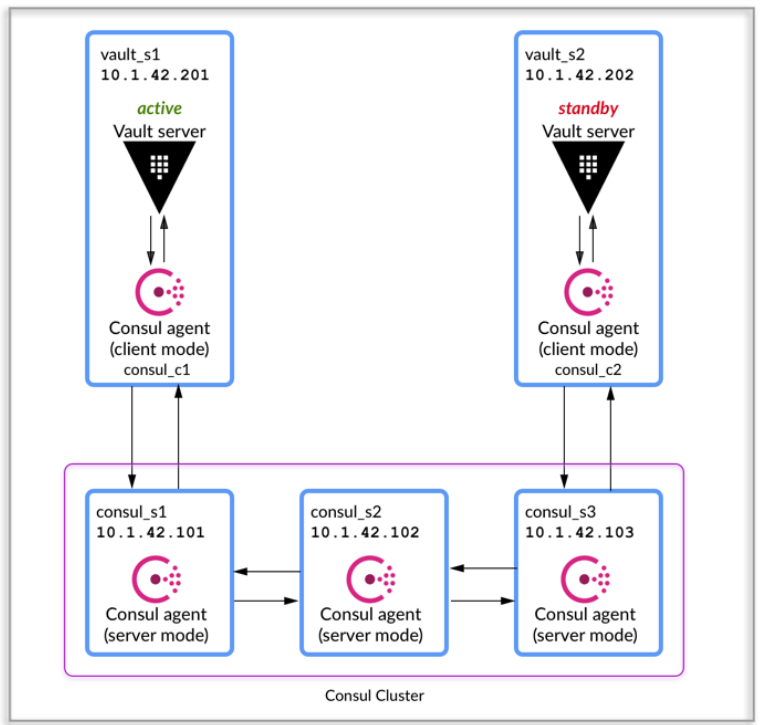 vault_s1
10.1.42.201
active
Vault server
Consul agent
(client mode)
consul_c1
vault_s2
10.1.42.202
standby
Vault server
Consul agent
(client mode)
consul_c2
consul_s1
10.1.42.101
Consul agent
(server mode)
consul_s2
10.1.42.102
Consul agent
(server mode)
consul_s3
10.1.42.103
Consul agent
(server mode)
Consul Cluster